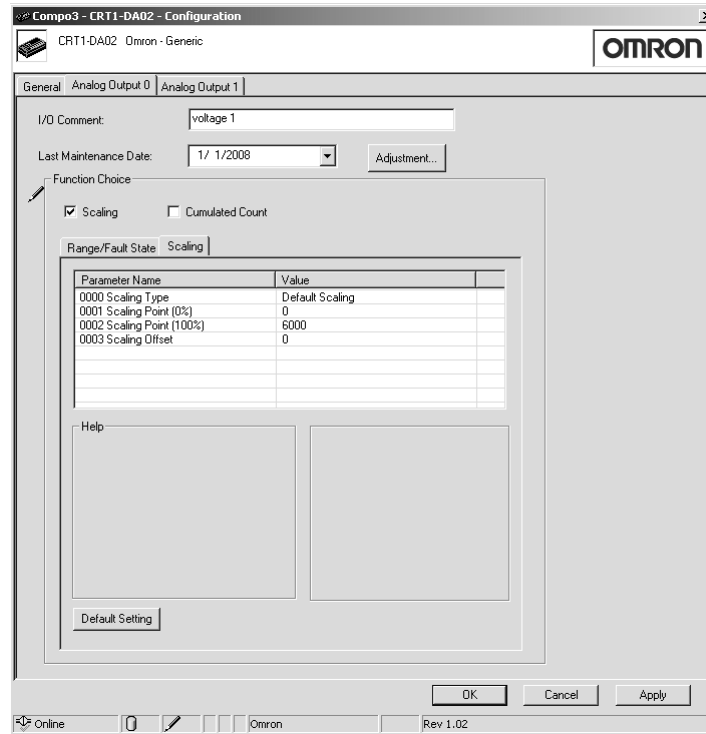 Compo3 - CRT1-DA02 - Configuration
CRT1-DA02 Omron - Generic
OMRON
General Analog Output 0 Analog Output 1
I/O Comment: voltage 1
Last Maintenance Date: 1/ 1/2008 Adjustment...
Function Choice
Scaling Cumulated Count
Range/Fault State Scaling
Parameter Name Value
0000 Scaling Type Default Scaling
0001 Scaling Point (0%) 0
0002 Scaling Point (100%) 6000
0003 Scaling Offset 0
Help
Default Setting
OK Cancel Apply
Online Omron Rev 1.02